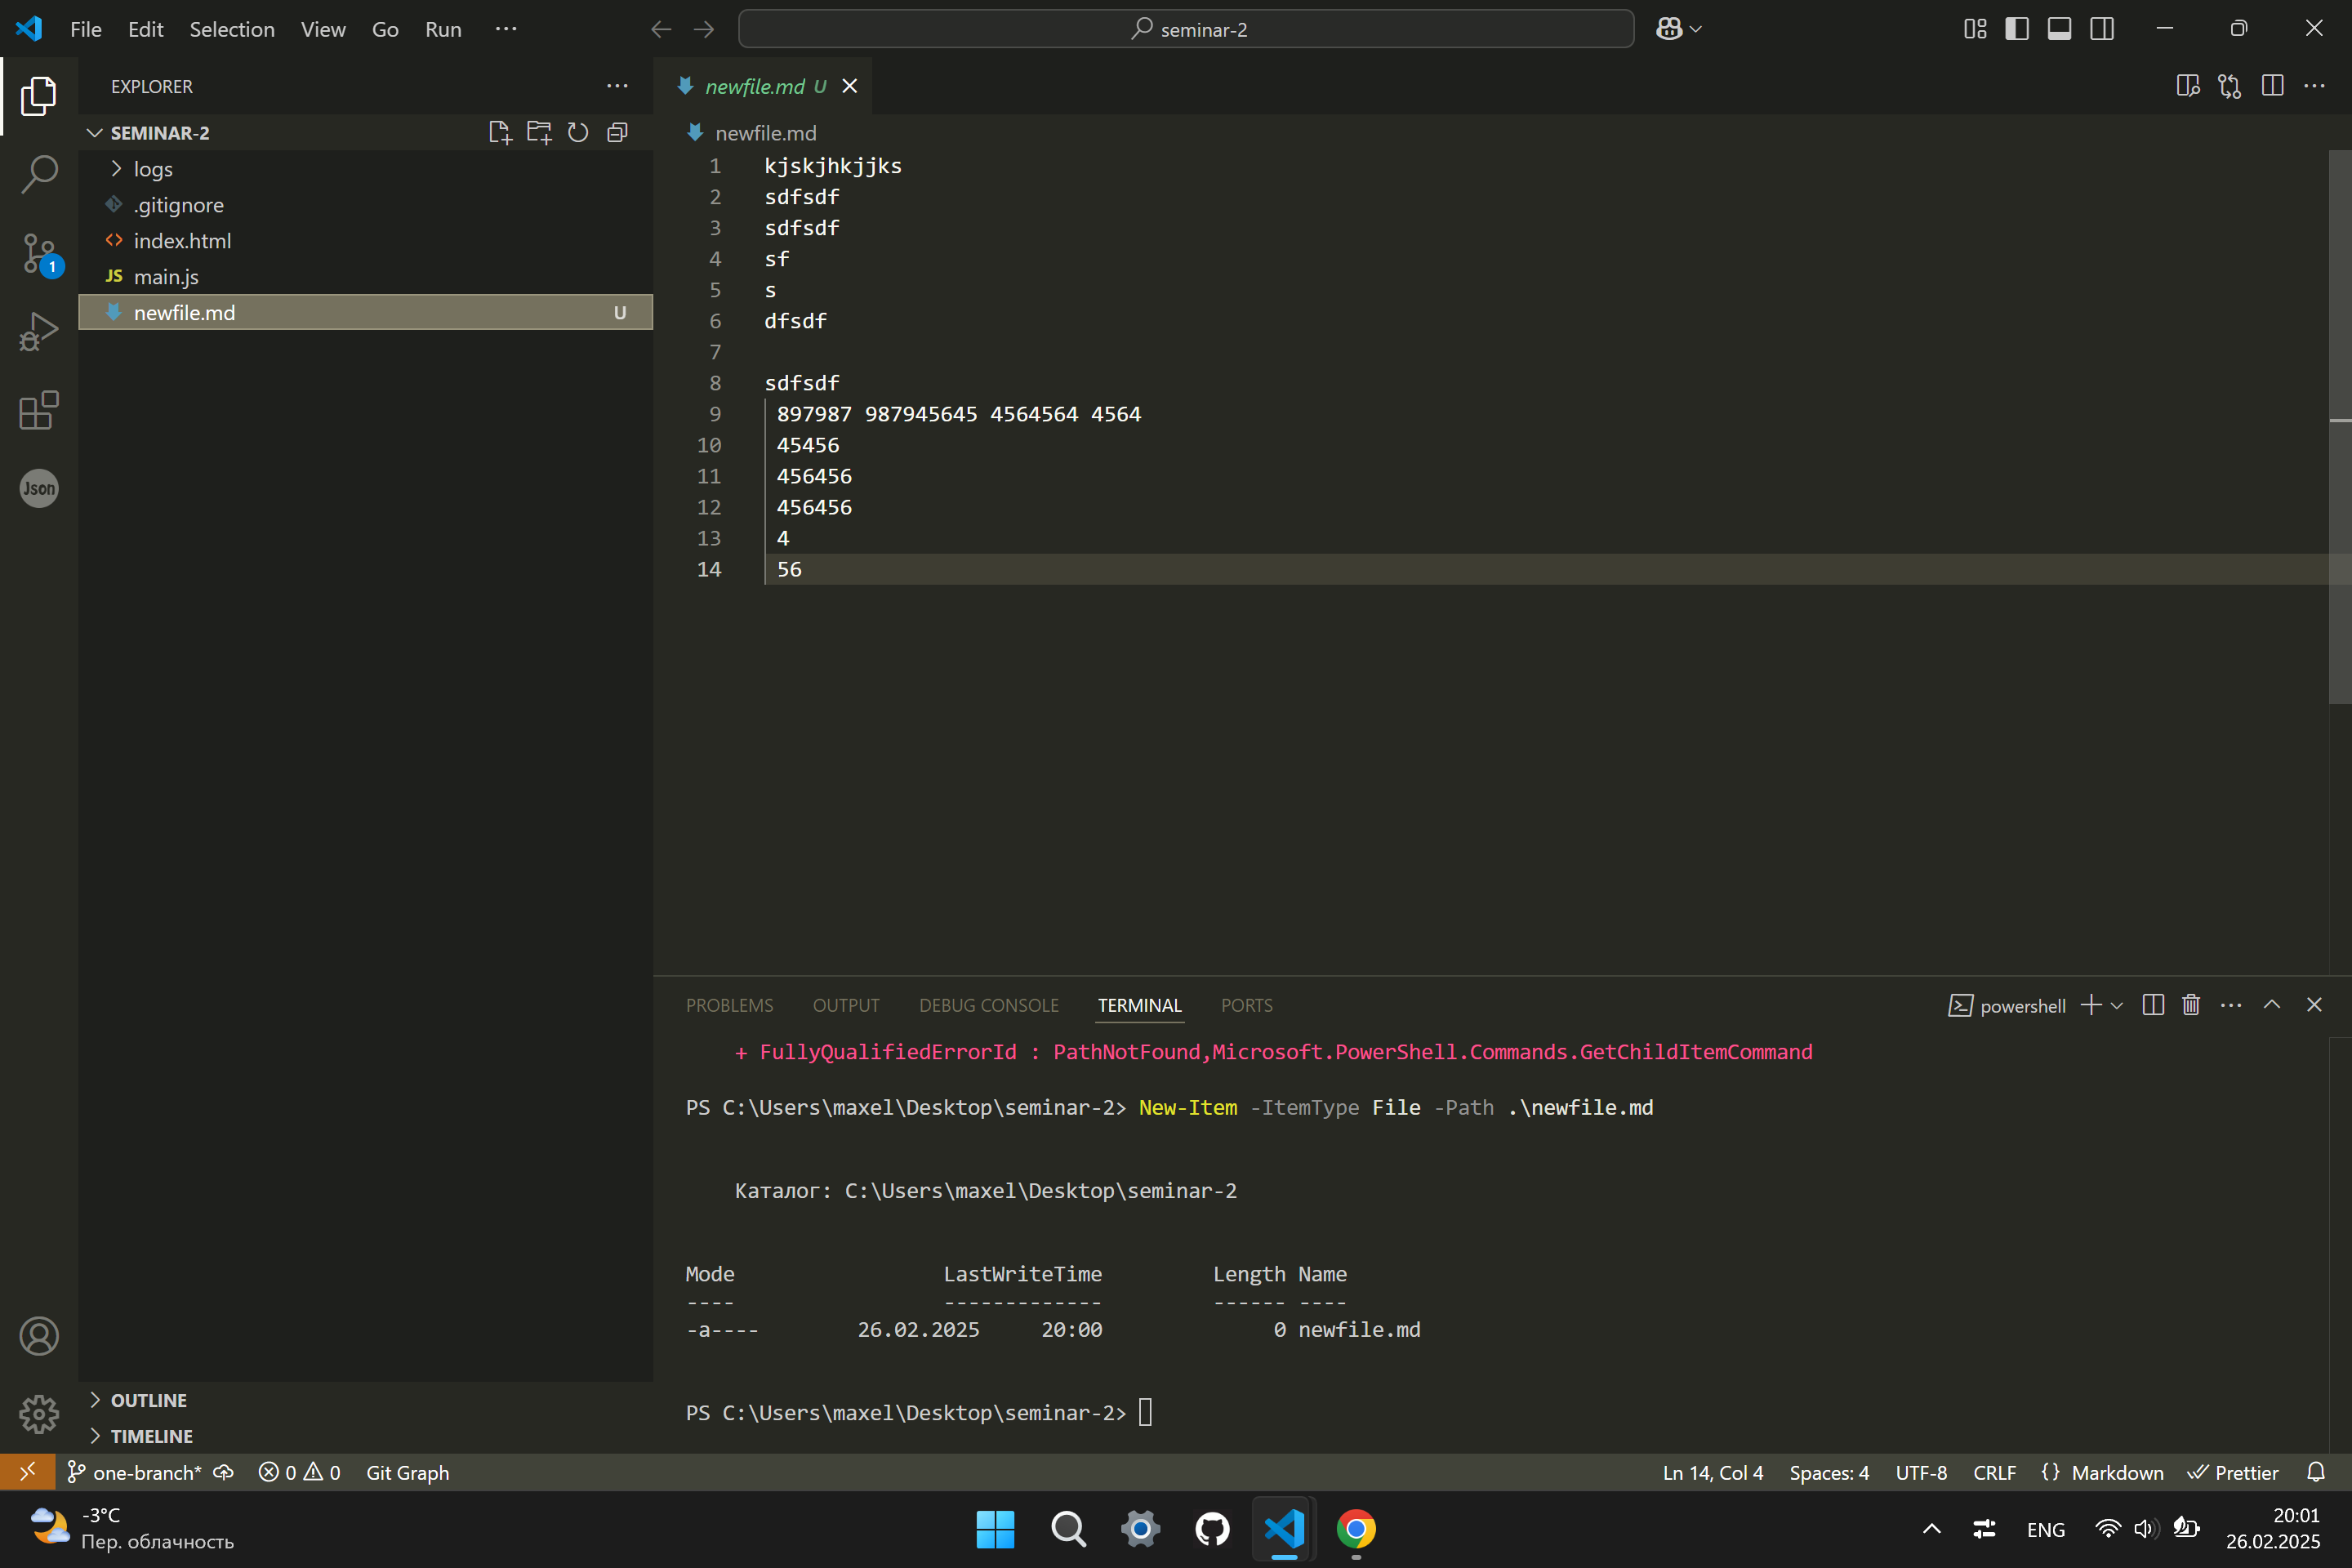 File Edit Selection View Go Run ··· seminar-2
EXPLORER ···
SEMINAR-2
logs
.gitignore
index.html
JS main.js
newfile.md U
Json
1
OUTLINE
TIMELINE
newfile.md U
newfile.md
1 kjskjhkjjks
2 sdfsdf
3 sdfsdf
4 sf
5 s
6 dfsdf
7
8 sdfsdf
9 897987 987945645 4564564 4564
10 45456
11 456456
12 456456
13 4
14 56
PROBLEMS OUTPUT DEBUG CONSOLE TERMINAL PORTS powershell
+ FullyQualifiedErrorId : PathNotFound,Microsoft.PowerShell.Commands.GetChildItemCommand
PS C:\Users\maxel\Desktop\seminar-2> New-Item -ItemType File -Path .\newfile.md
Каталог: C:\Users\maxel\Desktop\seminar-2
Mode LastWriteTime Length Name
---- ------------- ------ ----
-a---- 26.02.2025 20:00 0 newfile.md
PS C:\Users\maxel\Desktop\seminar-2>
one-branch* 0 0 Git Graph Ln 14, Col 4 Spaces: 4 UTF-8 CRLF {} Markdown Prettier
-3°C
Пер. облачность
ENG
20:01
26.02.2025